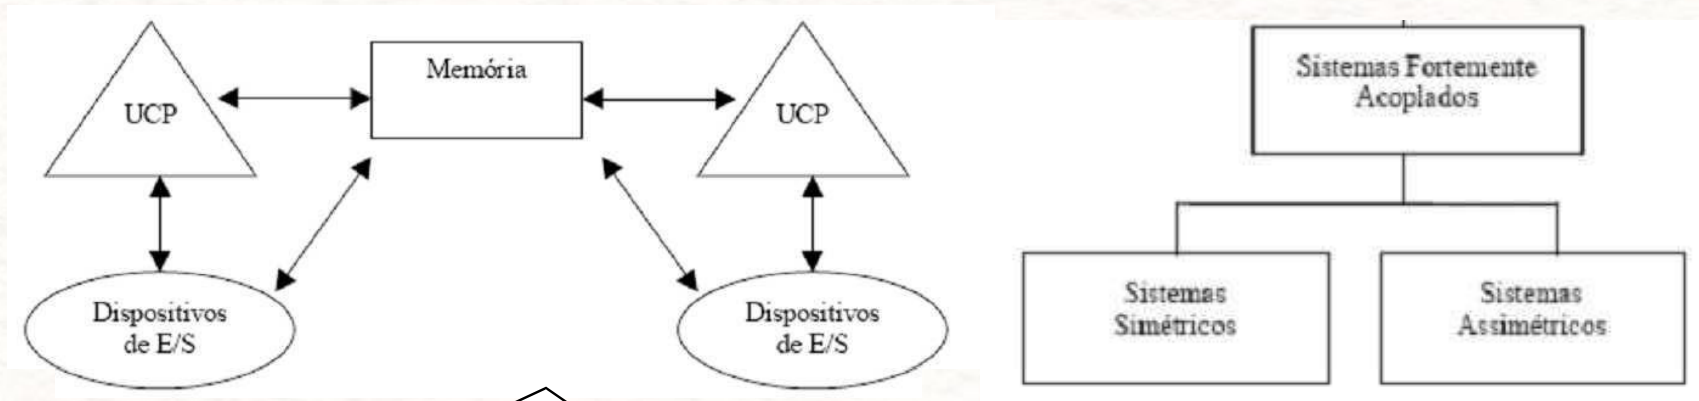 UCP
Memória
UCP
Dispositivos
de E/S
Dispositivos
de E/S
Sistemas Fortemente
Acoplados
Sistemas
Simétricos
Sistemas
Assimétricos